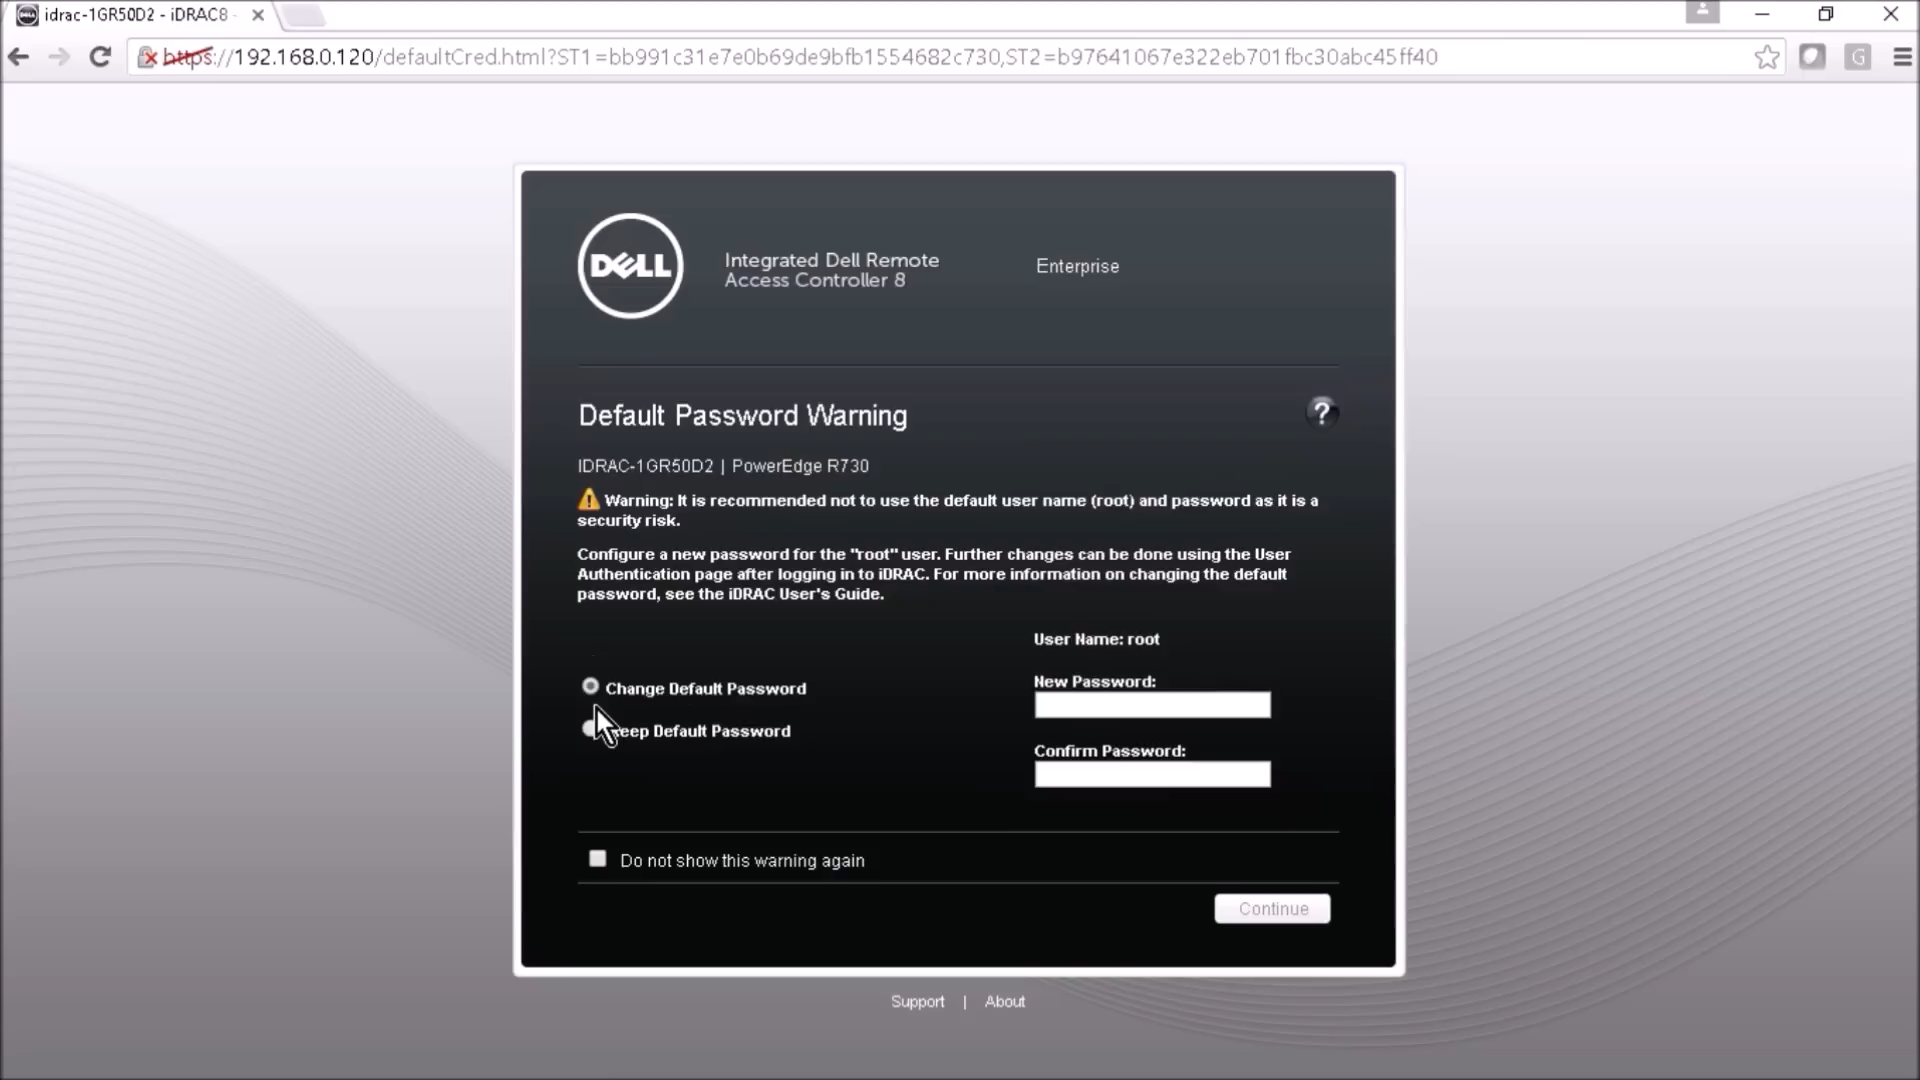 idrac-1GR50D2 - iDRAC8 -
https://192.168.0.120/defaultCred.html?ST1=bb991c31e7e0b69de9bfb1554682c730,ST2=b97641067e322eb701fbc30abc45ff40
G
DELL
Integrated Dell Remote
Access Controller 8
Enterprise
Default Password Warning
?
IDRAC-1GR50D2 | PowerEdge R730
Warning: It is recommended not to use the default user name (root) and password as it is a
security risk.
Configure a new password for the "root" user. Further changes can be done using the User
Authentication page after logging in to iDRAC. For more information on changing the default
password, see the iDRAC User's Guide.
User Name: root
Change Default Password
New Password:
Default Password
Confirm Password:
Do not show this warning again
Continue
Support | About